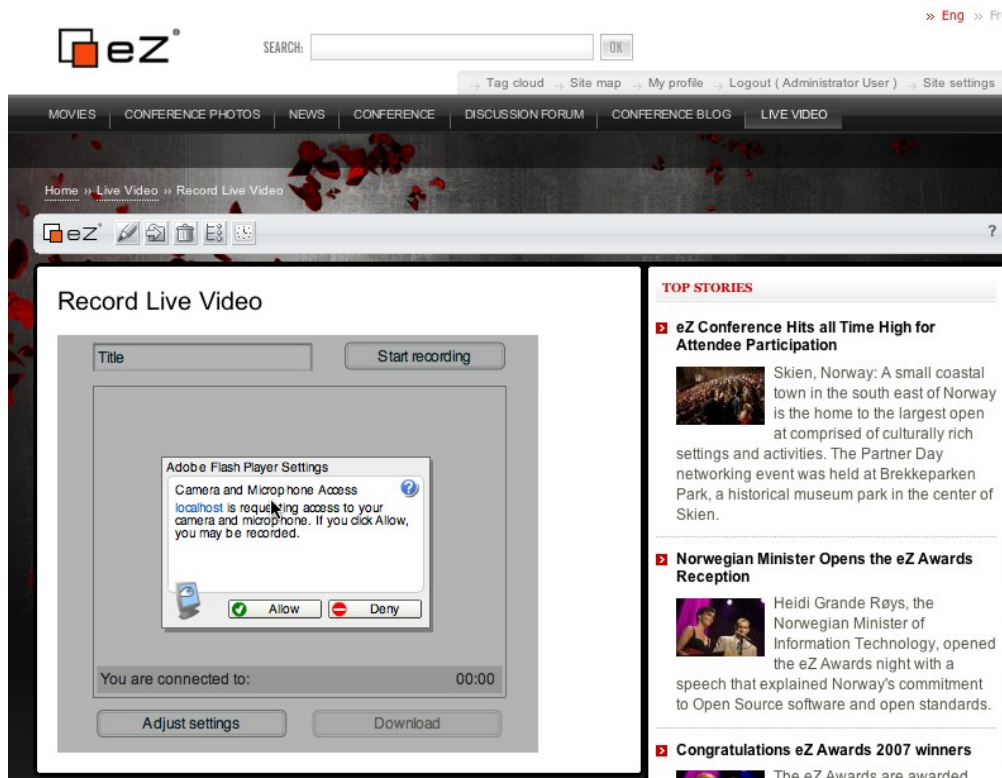 » Eng » Fr
eZ®
SEARCH:
OK
Tag cloud
Site map
My profile
Logout ( Administrator User )
Site settings
MOVIES
CONFERENCE PHOTOS
NEWS
CONFERENCE
DISCUSSION FORUM
CONFERENCE BLOG
LIVE VIDEO
Home » Live Video » Record Live Video
eZ®
?
Record Live Video
Title
Start recording
Adobe Flash Player Settings
Camera and Microphone Access
?
localhost is requesting access to your
camera and microphone. If you click Allow,
you may be recorded.
Allow
Deny
You are connected to:
00:00
Adjust settings
Download
TOP STORIES
eZ Conference Hits all Time High for
Attendee Participation
Skien, Norway: A small coastal
town in the south east of Norway
is the home to the largest open
at comprised of culturally rich
settings and activities. The Partner Day
networking event was held at Brekkeparken
Park, a historical museum park in the center of
Skien.
Norwegian Minister Opens the eZ Awards
Reception
Heidi Grande Røys, the
Norwegian Minister of
Information Technology, opened
the eZ Awards night with a
speech that explained Norway's commitment
to Open Source software and open standards.
Congratulations eZ Awards 2007 winners
The eZ Awards are awarded